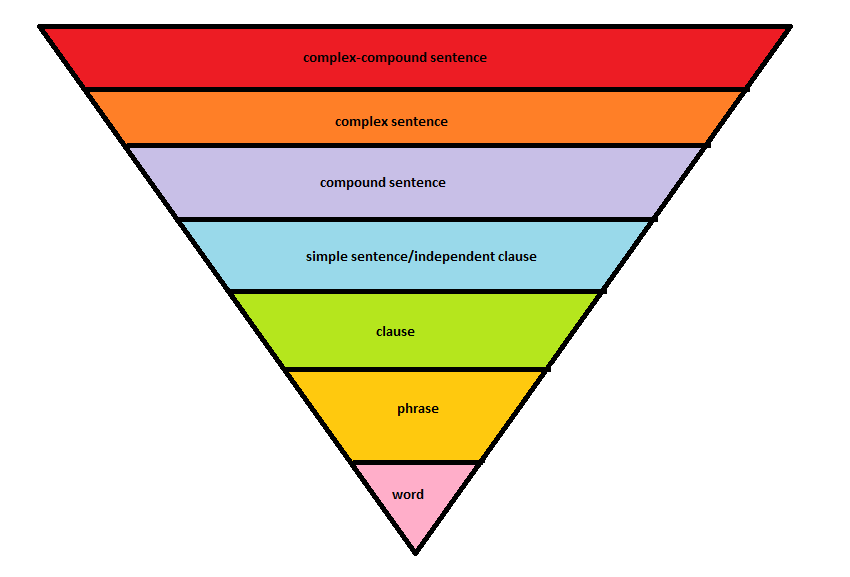 complex-compound sentence
complex sentence
compound sentence
simple sentence/independent clause
clause
phrase
word